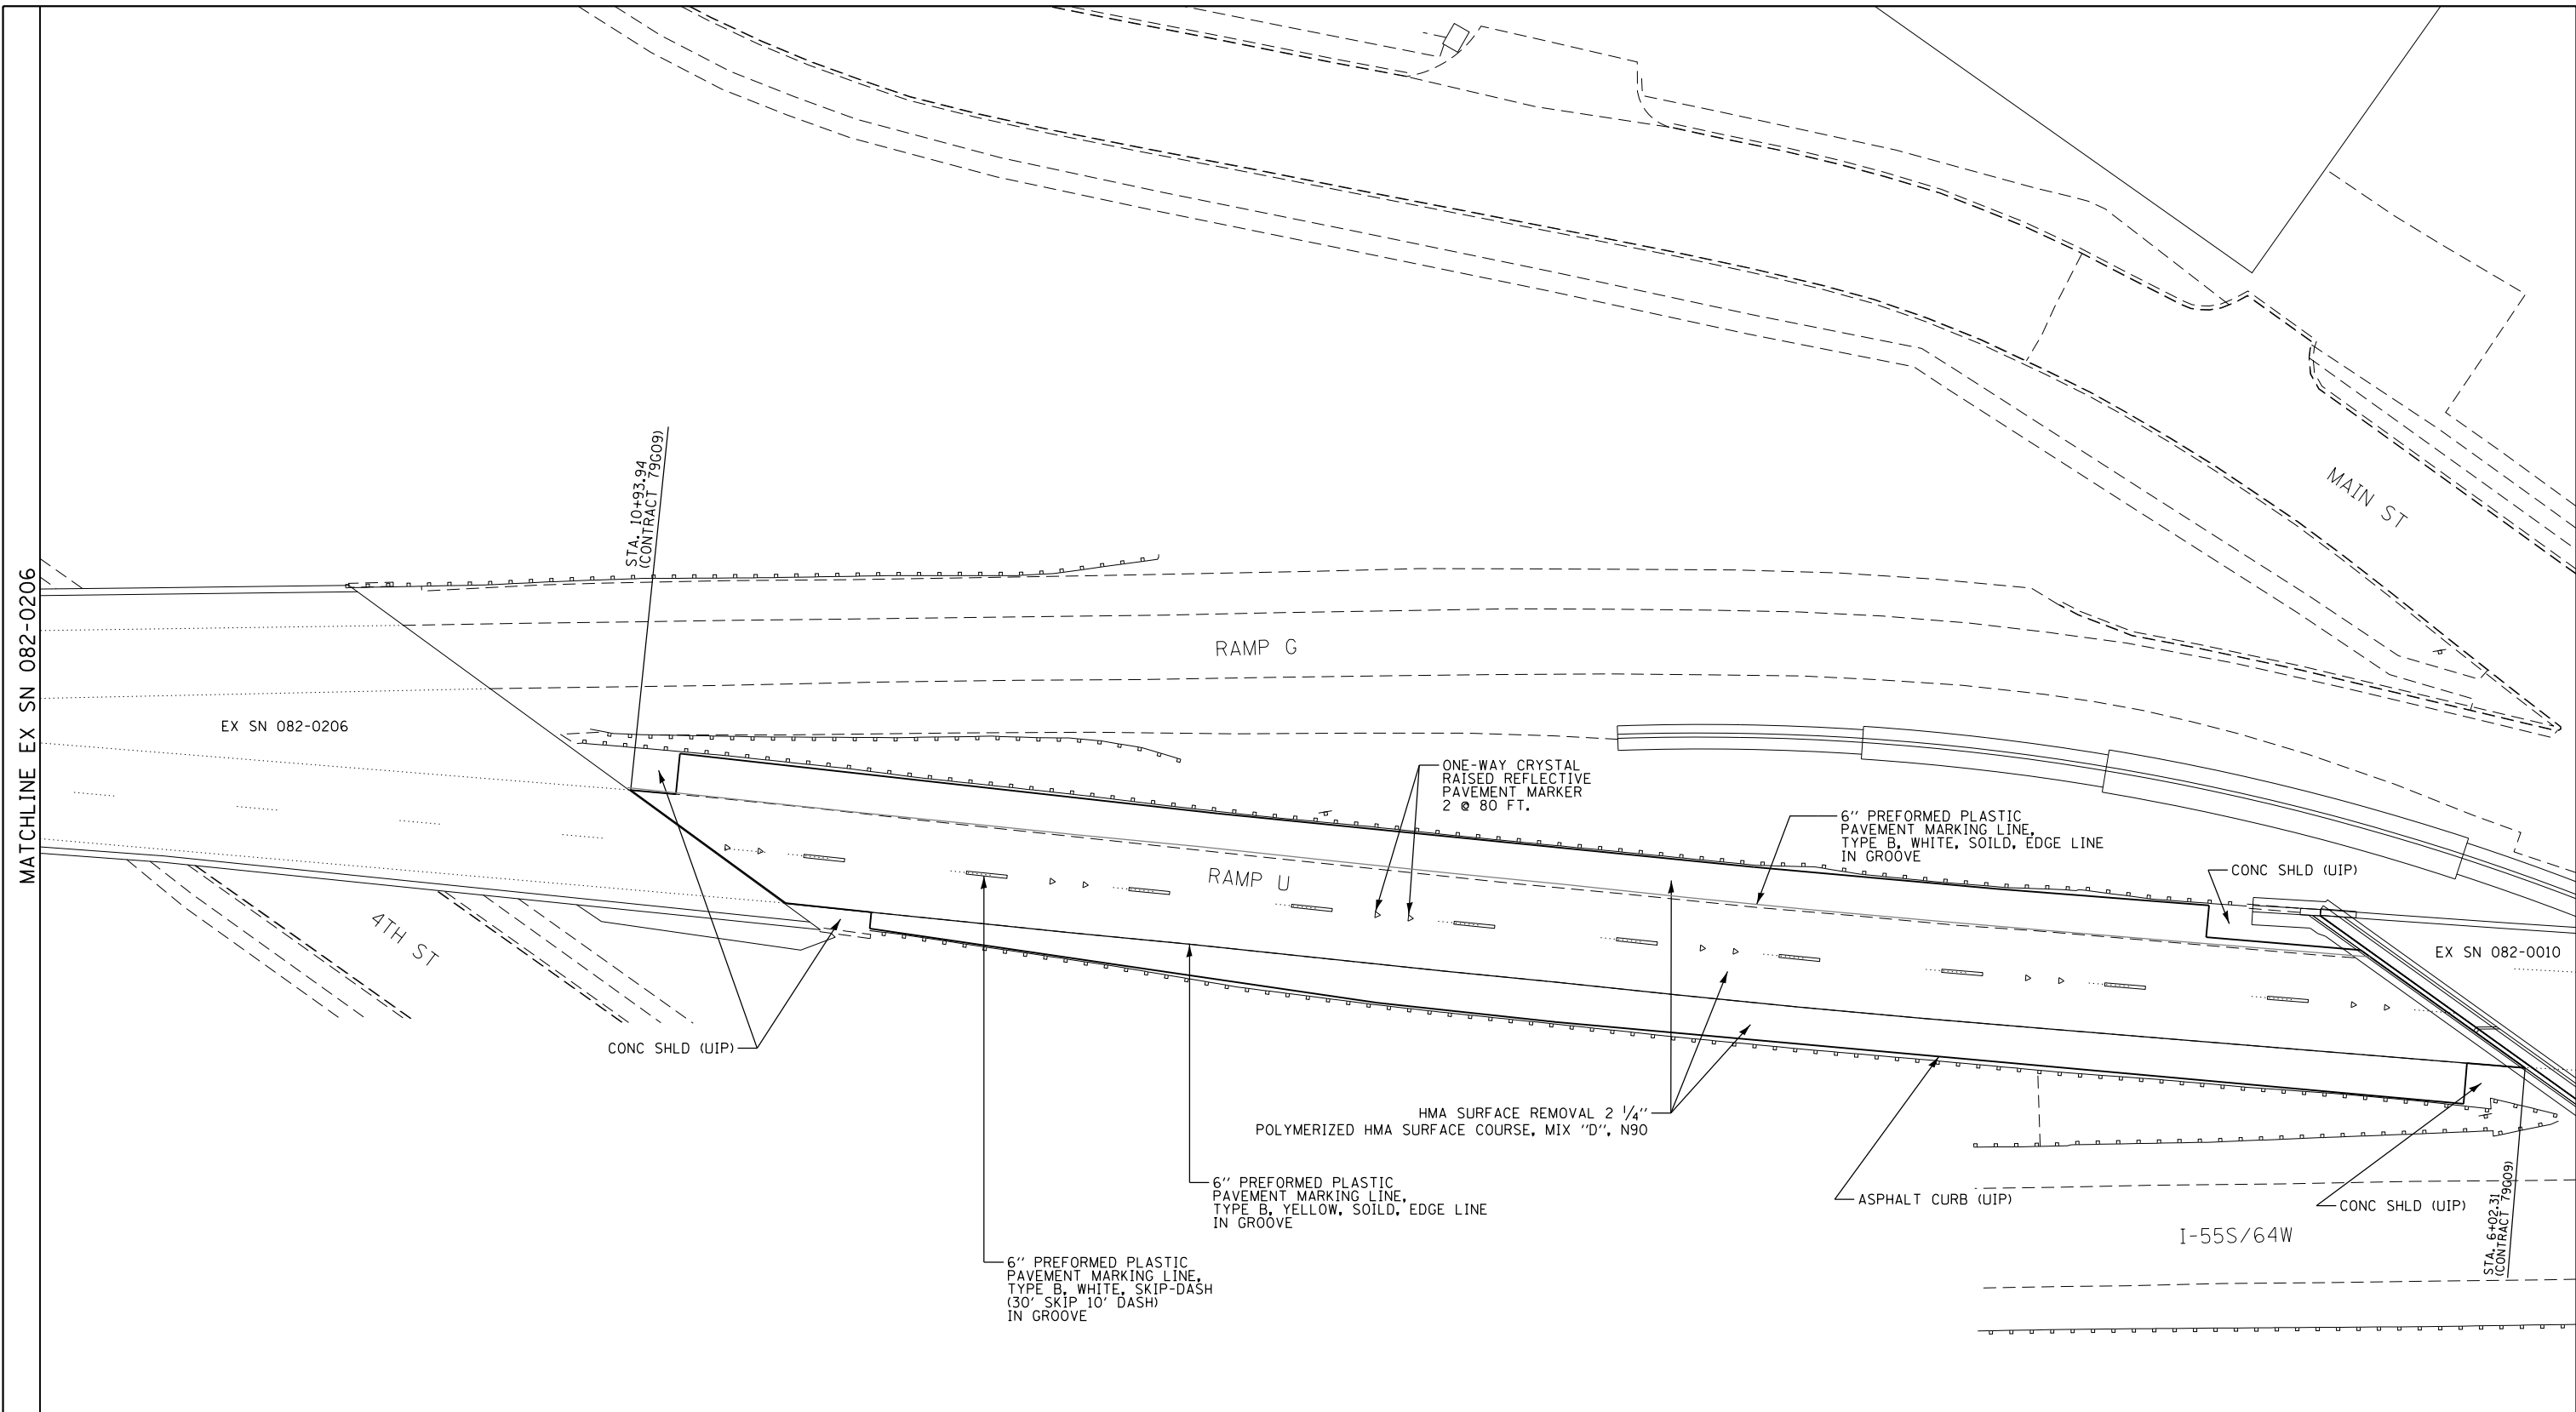 MATCHLINE EX SN 082-0206
STA. 10+93.94
(CONTRACT 79G09)
MAIN ST
RAMP G
EX SN 082-0206
ONE-WAY CRYSTAL
RAISED REFLECTIVE
PAVEMENT MARKER
2 @ 80 FT.
6" PREFORMED PLASTIC
PAVEMENT MARKING LINE,
TYPE B, WHITE, SOILD, EDGE LINE
IN GROOVE
CONC SHLD (UIP)
RAMP U
4TH ST
EX SN 082-0010
CONC SHLD (UIP)
HMA SURFACE REMOVAL 2 1/4"
POLYMERIZED HMA SURFACE COURSE, MIX "D", N90
6" PREFORMED PLASTIC
PAVEMENT MARKING LINE,
TYPE B, YELLOW, SOILD, EDGE LINE
IN GROOVE
ASPHALT CURB (UIP)
CONC SHLD (UIP)
STA. 6+02.31
(CONTRACT 79G09)
I-55S/64W
6" PREFORMED PLASTIC
PAVEMENT MARKING LINE,
TYPE B, WHITE, SKIP-DASH
(30' SKIP 10' DASH)
IN GROOVE